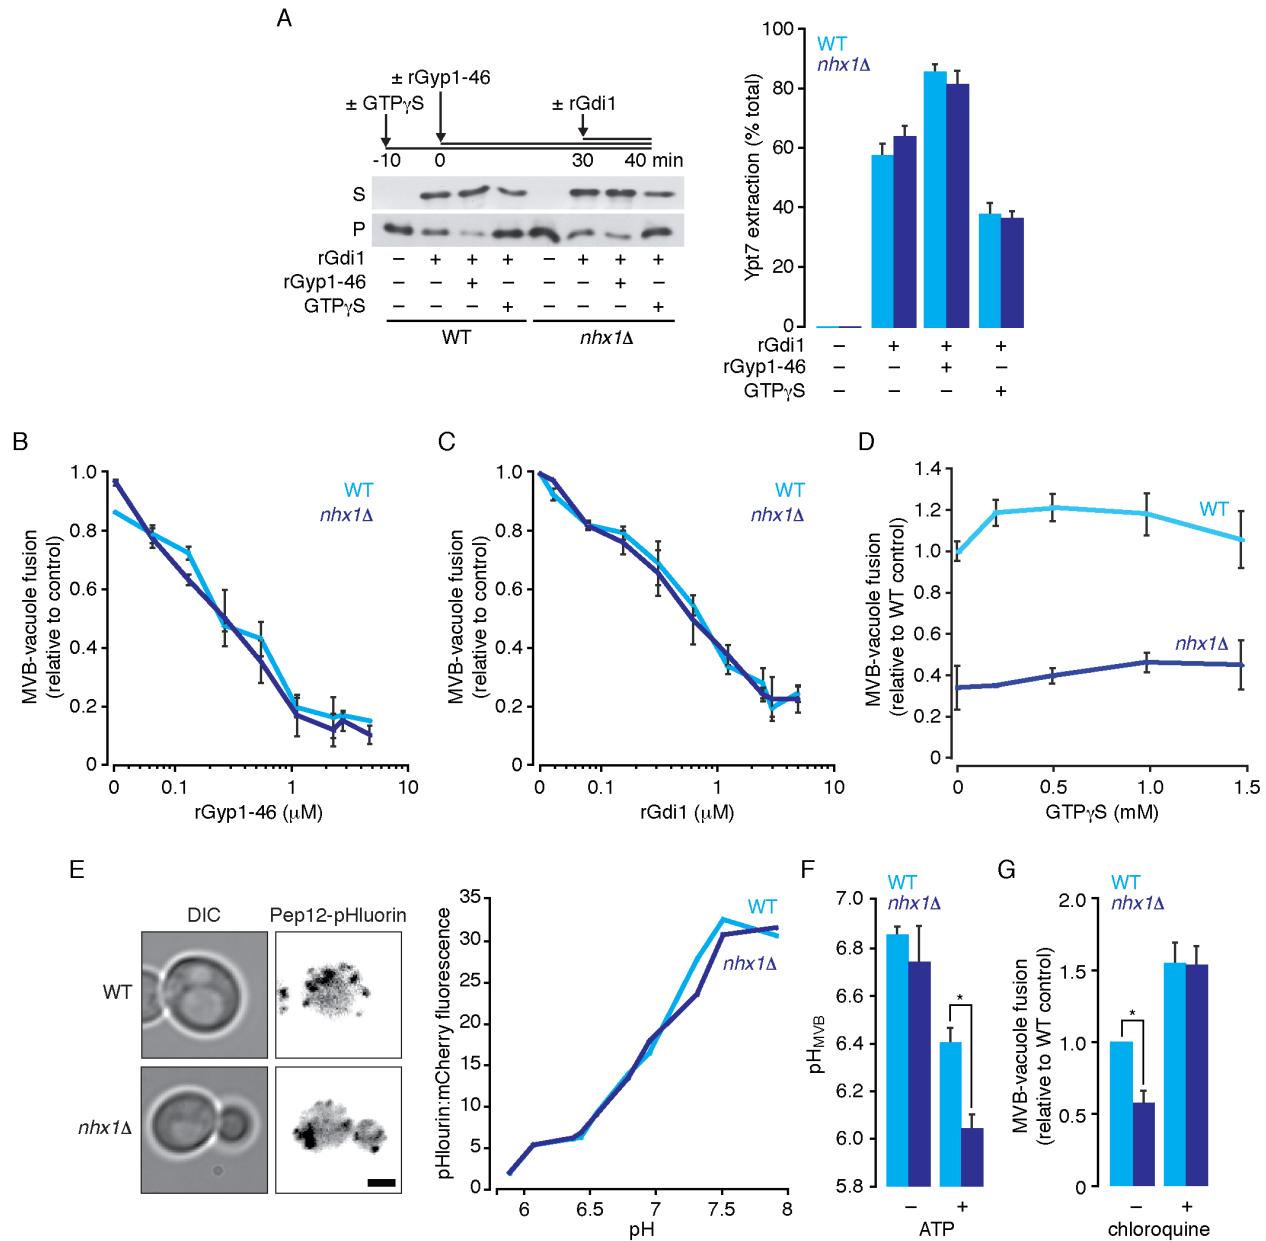 A
± rGyp1-46
± GTPγS
± rGdi1
-10 0 30 40 min
S
P
rGdi1 – + + + – + + +
rGyp1-46 – – + – – – + –
GTPγS – – – + – – – +
WT nhx1Δ
Ypt7 extraction (% total)
100
80
60
40
20
0
WT
nhx1Δ
rGdi1 – + + +
rGyp1-46 – – + –
GTPγS – – – +
B
MVB-vacuole fusion
(relative to control)
1.0
0.8
0.6
0.4
0.2
0
WT
nhx1Δ
0 0.1 1 10
rGyp1-46 (μM)
C
MVB-vacuole fusion
(relative to control)
1.0
0.8
0.6
0.4
0.2
0
WT
nhx1Δ
0 0.1 1 10
rGdi1 (μM)
D
MVB-vacuole fusion
(relative to WT control)
1.4
1.2
1.0
0.8
0.6
0.4
0.2
0
WT
nhx1Δ
0 0.5 1.0 1.5
GTPγS (mM)
E
DIC Pep12-pHluorin
WT
nhx1Δ
pHlourin:mCherry fluorescence
35
30
25
20
15
10
5
0
WT
nhx1Δ
6 6.5 7 7.5 8
pH
F
WT
nhx1Δ
pHMVB
7.0
6.8
6.6
6.4
6.2
6.0
5.8
*
– +
ATP
G
WT
nhx1Δ
MVB-vacuole fusion
(relative to WT control)
2.0
1.5
1.0
0.5
0
*
– +
chloroquine